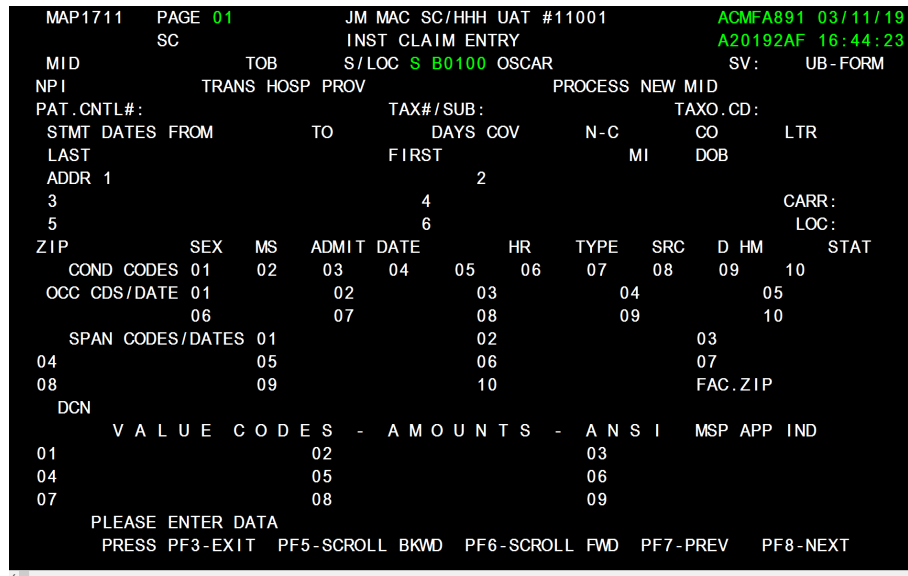 MAP1711 PAGE 01 JM MAC SC/HHH UAT #11001 ACMFA891 03/11/19
SC INST CLAIM ENTRY A20192AF 16:44:23
MID TOB S/LOC S B0100 OSCAR SV: UB-FORM
NPI TRANS HOSP PROV PROCESS NEW MID
PAT.CNTL#: TAX#/SUB: TAXO.CD:
STMT DATES FROM TO DAYS COV N-C CO LTR
LAST FIRST MI DOB
ADDR 1 2
3 4 CARR:
5 6 LOC:
ZIP SEX MS ADMIT DATE HR TYPE SRC D HM STAT
COND CODES 01 02 03 04 05 06 07 08 09 10
OCC CDS/DATE 01 02 03 04 05
06 07 08 09 10
SPAN CODES/DATES 01 02 03
04 05 06 07
08 09 10 FAC.ZIP
DCN
V A L U E C O D E S - A M O U N T S - A N S I MSP APP IND
01 02 03
04 05 06
07 08 09
PLEASE ENTER DATA
PRESS PF3-EXIT PF5-SCROLL BKWD PF6-SCROLL FWD PF7-PREV PF8-NEXT